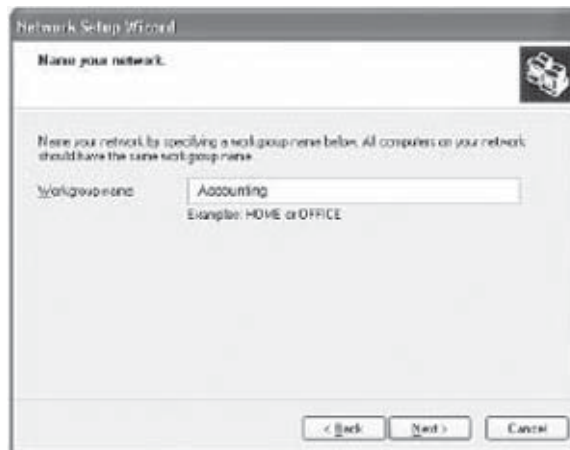 Network Setup Wizard
Name your network.
Name your network by specifying a workgroup name below. All computers on your network
should have the same workgroup name.
Workgroup name:
Accounting
Examples: HOME or OFFICE
< Back
Next >
Cancel